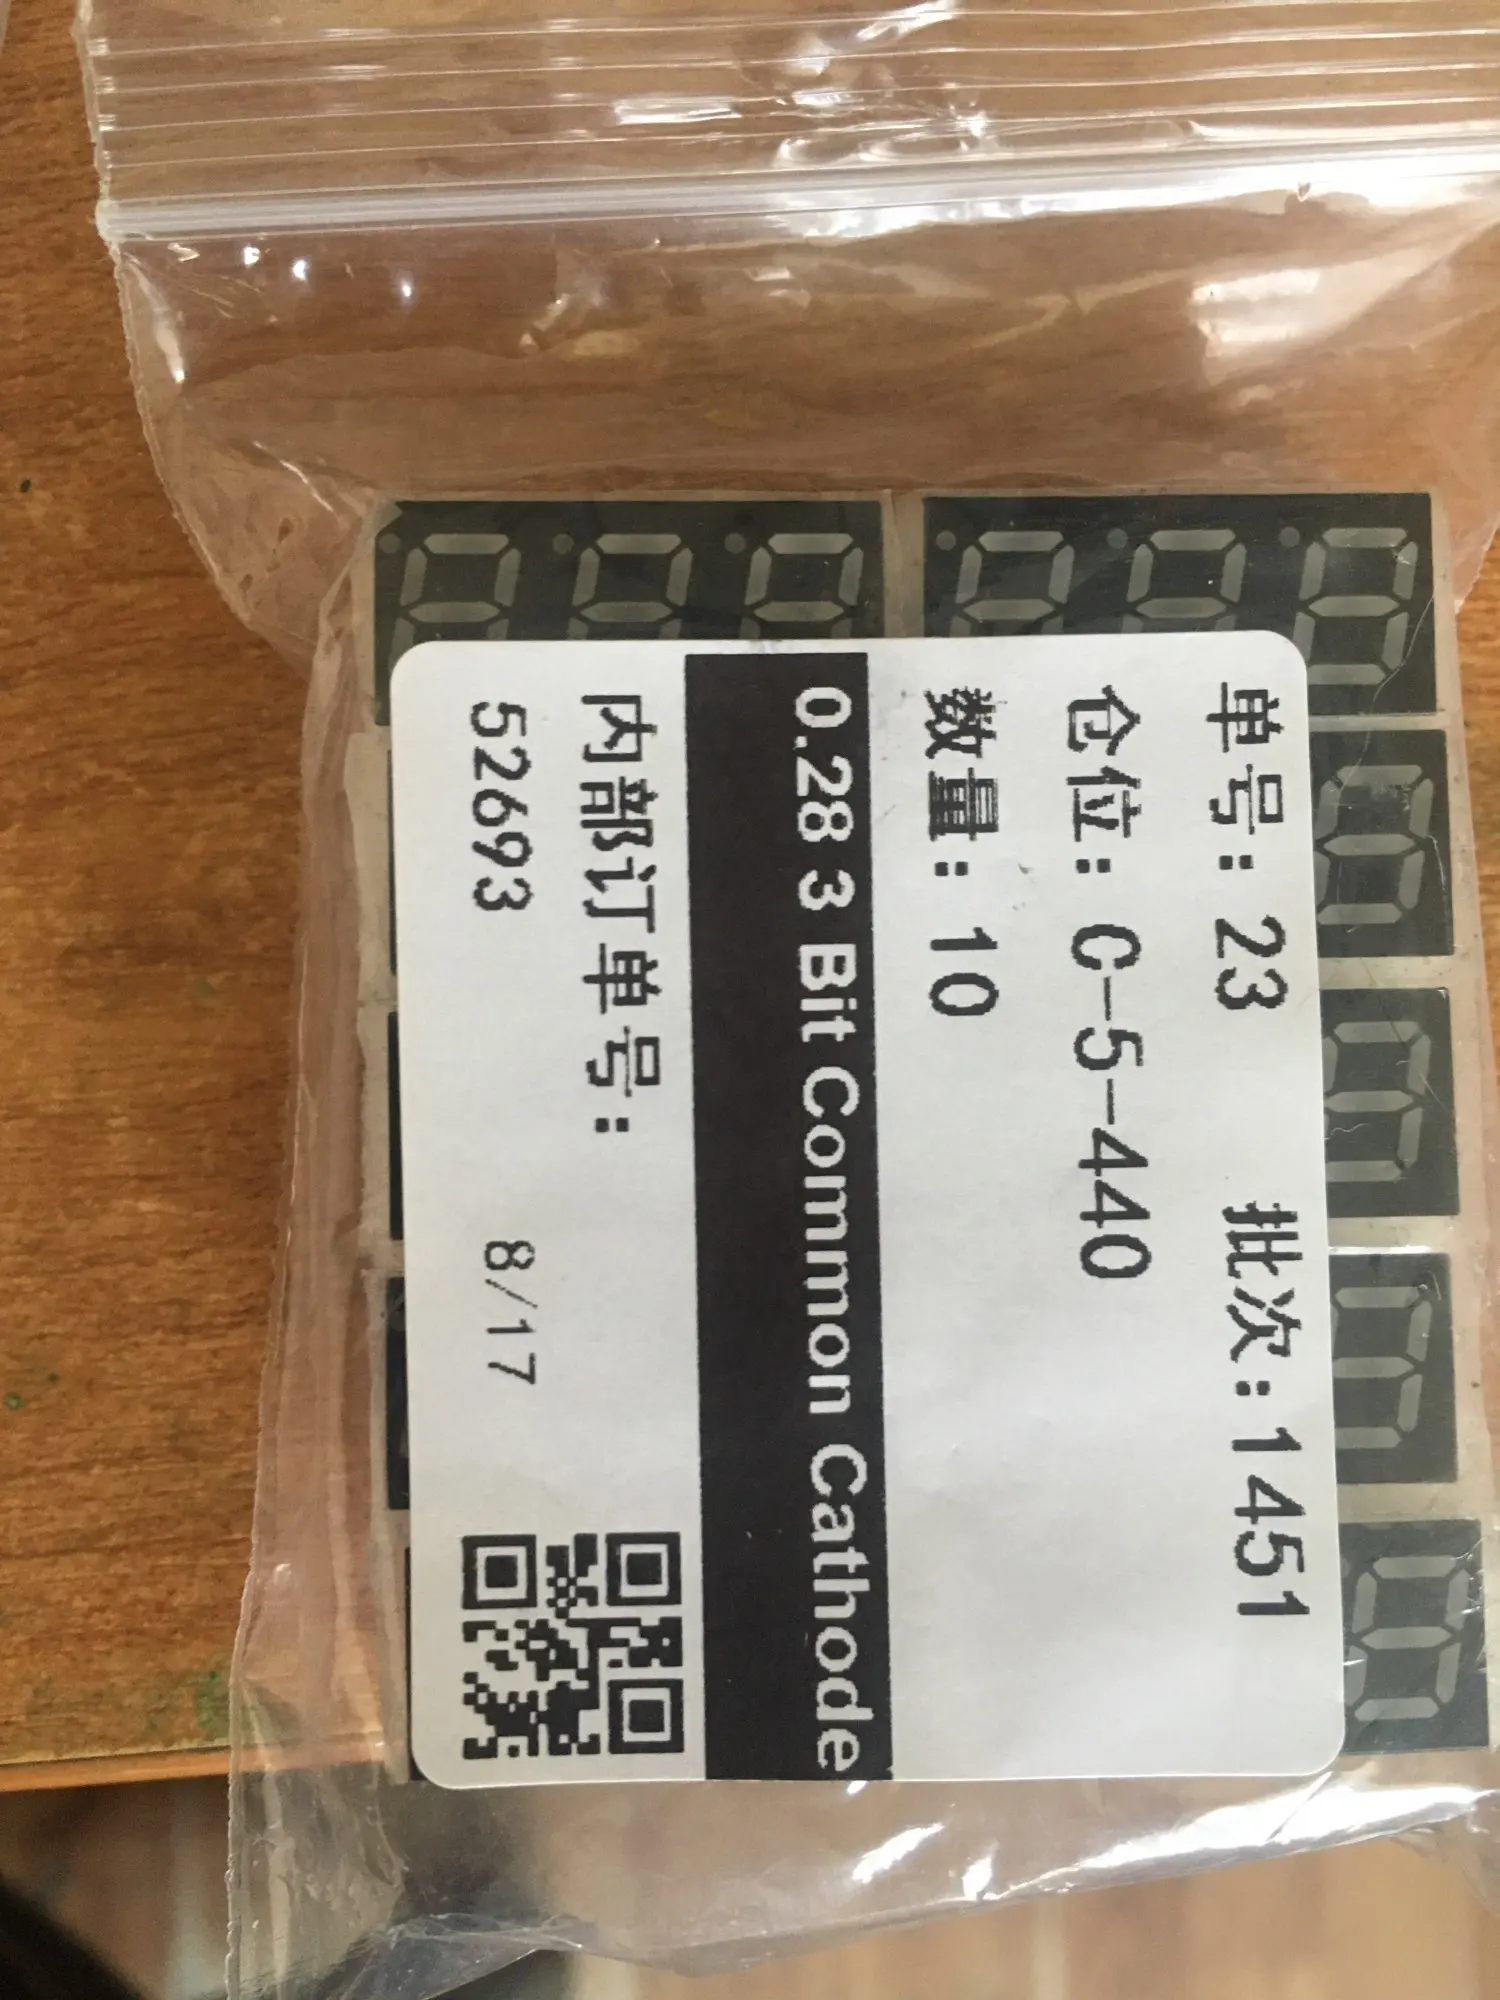 单号: 23 批次: 1451
仓位: C-5-440
数量: 10
0.28 3 Bit Common Cathode
内部订单号:
52693 8/17